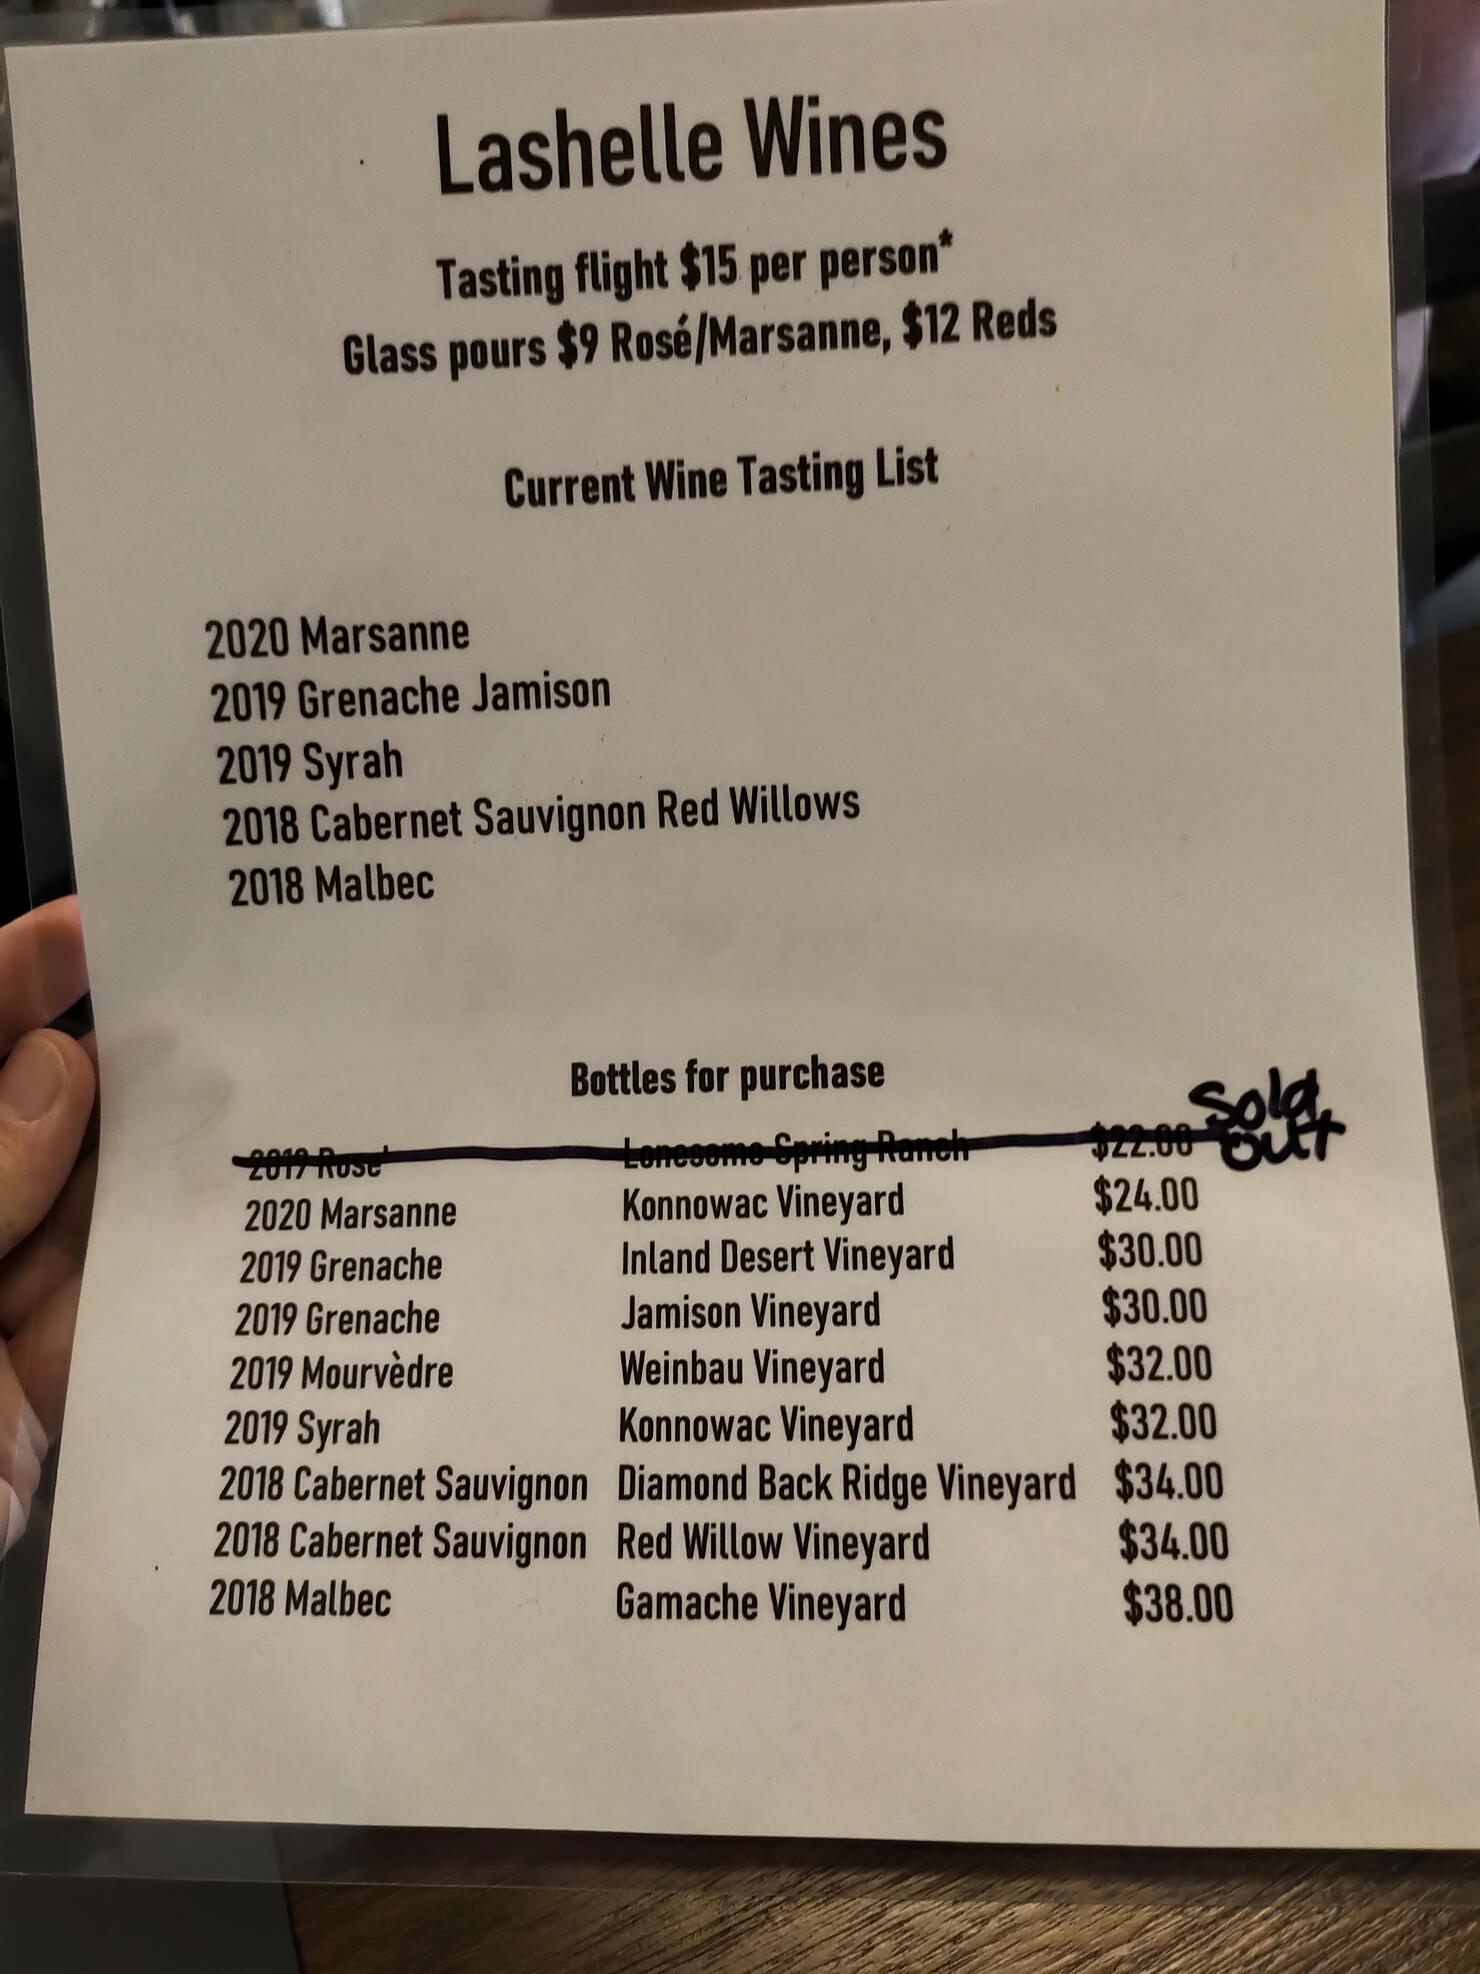 Lashelle Wines
Tasting flight $15 per person*
Glass pours $9 Rosé/Marsanne, $12 Reds
Current Wine Tasting List
2020 Marsanne
2019 Grenache Jamison
2019 Syrah
2018 Cabernet Sauvignon Red Willows
2018 Malbec
Bottles for purchase
2019 Rose' Lonesome Spring Ranch $22.00 Sold out
2020 Marsanne Konnowac Vineyard $24.00
2019 Grenache Inland Desert Vineyard $30.00
2019 Grenache Jamison Vineyard $30.00
2019 Mourvèdre Weinbau Vineyard $32.00
2019 Syrah Konnowac Vineyard $32.00
2018 Cabernet Sauvignon Diamond Back Ridge Vineyard $34.00
2018 Cabernet Sauvignon Red Willow Vineyard $34.00
2018 Malbec Gamache Vineyard $38.00